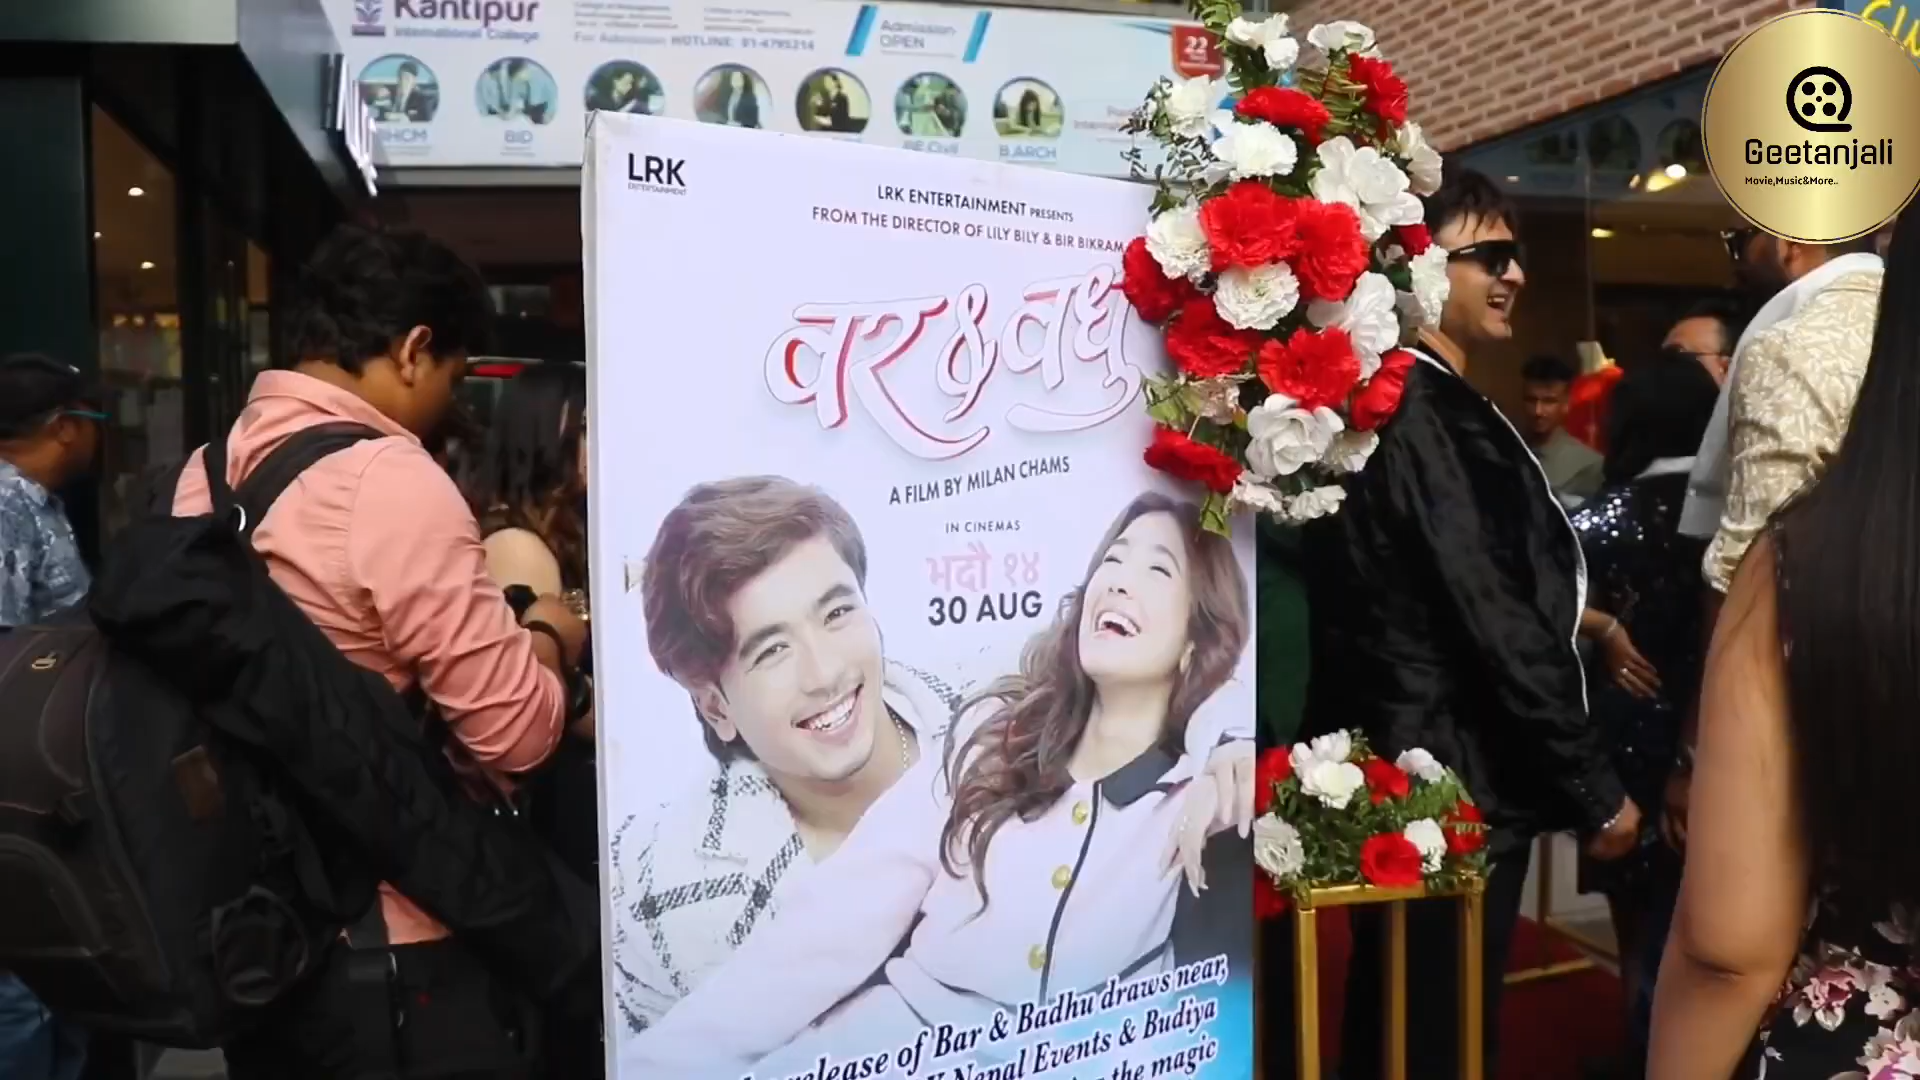 Kantipur
International College
For Admission HOTLINE: 01-4795214
Admission
OPEN
22
BHCM
BID
BE.Civil
B.ARCH
Geetanjali
Movie,Music&More..
LRK
ENTERTAINMENT
LRK ENTERTAINMENT PRESENTS
FROM THE DIRECTOR OF LILY BILY & BIR BIKRAM
वर & वधु
A FILM BY MILAN CHAMS
IN CINEMAS
भदौ १४
30 AUG
release of Bar & Badhu draws near,
Nepal Events & Budiya
the magic